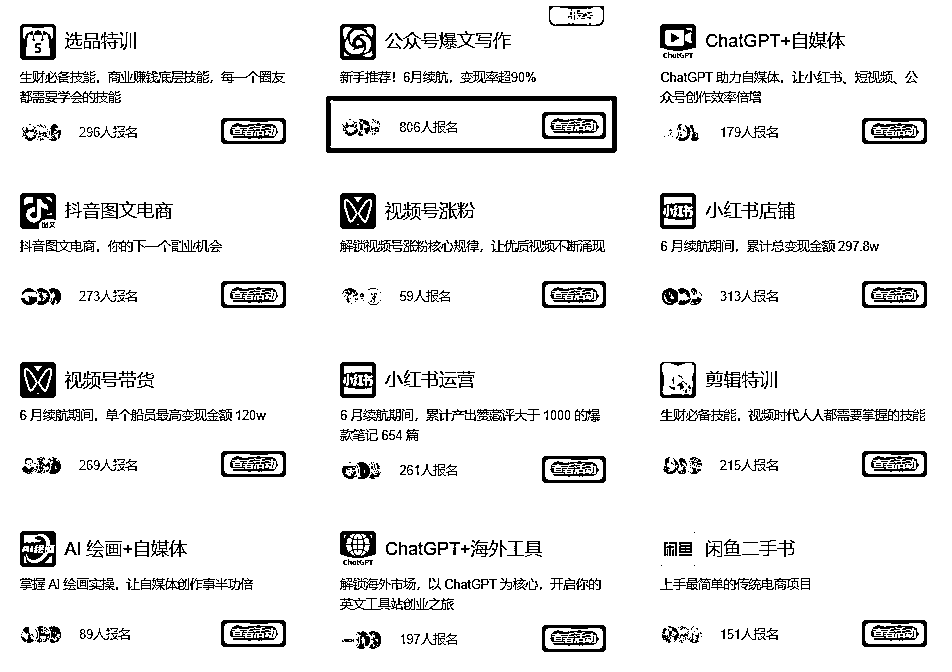 选品特训
生财必备技能，商业赚钱底层技能，每一个圈友
都需要学会的技能
296人报名
查看活动
公众号爆文写作
新手推荐！6月续航，变现率超90%
806人报名
查看活动
ChatGPT
ChatGPT+自媒体
ChatGPT 助力自媒体，让小红书、短视频、公
众号创作效率倍增
179人报名
查看活动
抖音图文电商
抖音图文电商，你的下一个副业机会
273人报名
查看活动
视频号涨粉
解锁视频号涨粉核心规律，让优质视频不断涌现
59人报名
查看活动
小红书
小红书店铺
6 月续航期间，累计总变现金额 297.8w
313人报名
查看活动
视频号带货
6 月续航期间，单个船员最高变现金额 120w
269人报名
查看活动
小红书
小红书运营
6 月续航期间，累计产出赞藏评大于 1000 的爆
款笔记 654 篇
261人报名
查看活动
剪辑特训
生财必备技能，视频时代人人都需要掌握的技能
215人报名
查看活动
AI绘画
AI 绘画+自媒体
掌握 AI 绘画实操，让自媒体创作事半功倍
89人报名
查看活动
ChatGPT
ChatGPT+海外工具
解锁海外市场，以 ChatGPT 为核心，开启你的
英文工具站创业之旅
197人报名
查看活动
闲鱼
闲鱼二手书
上手最简单的传统电商项目
151人报名
查看活动